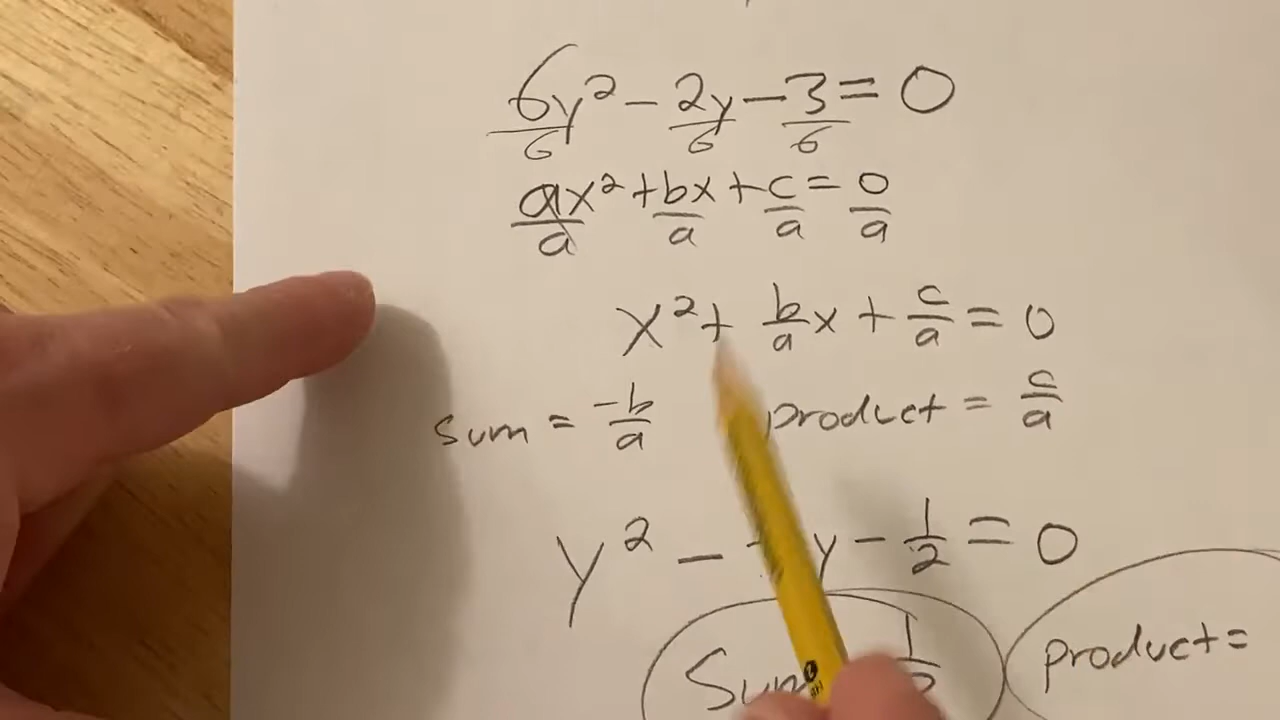 6y² - 2y - 3 = 0
6 6 6
ax² + bx + c = 0
a a a a
x² + b/a x + c/a = 0
sum = -b/a product = c/a
y² - y - 1/2 = 0
product =